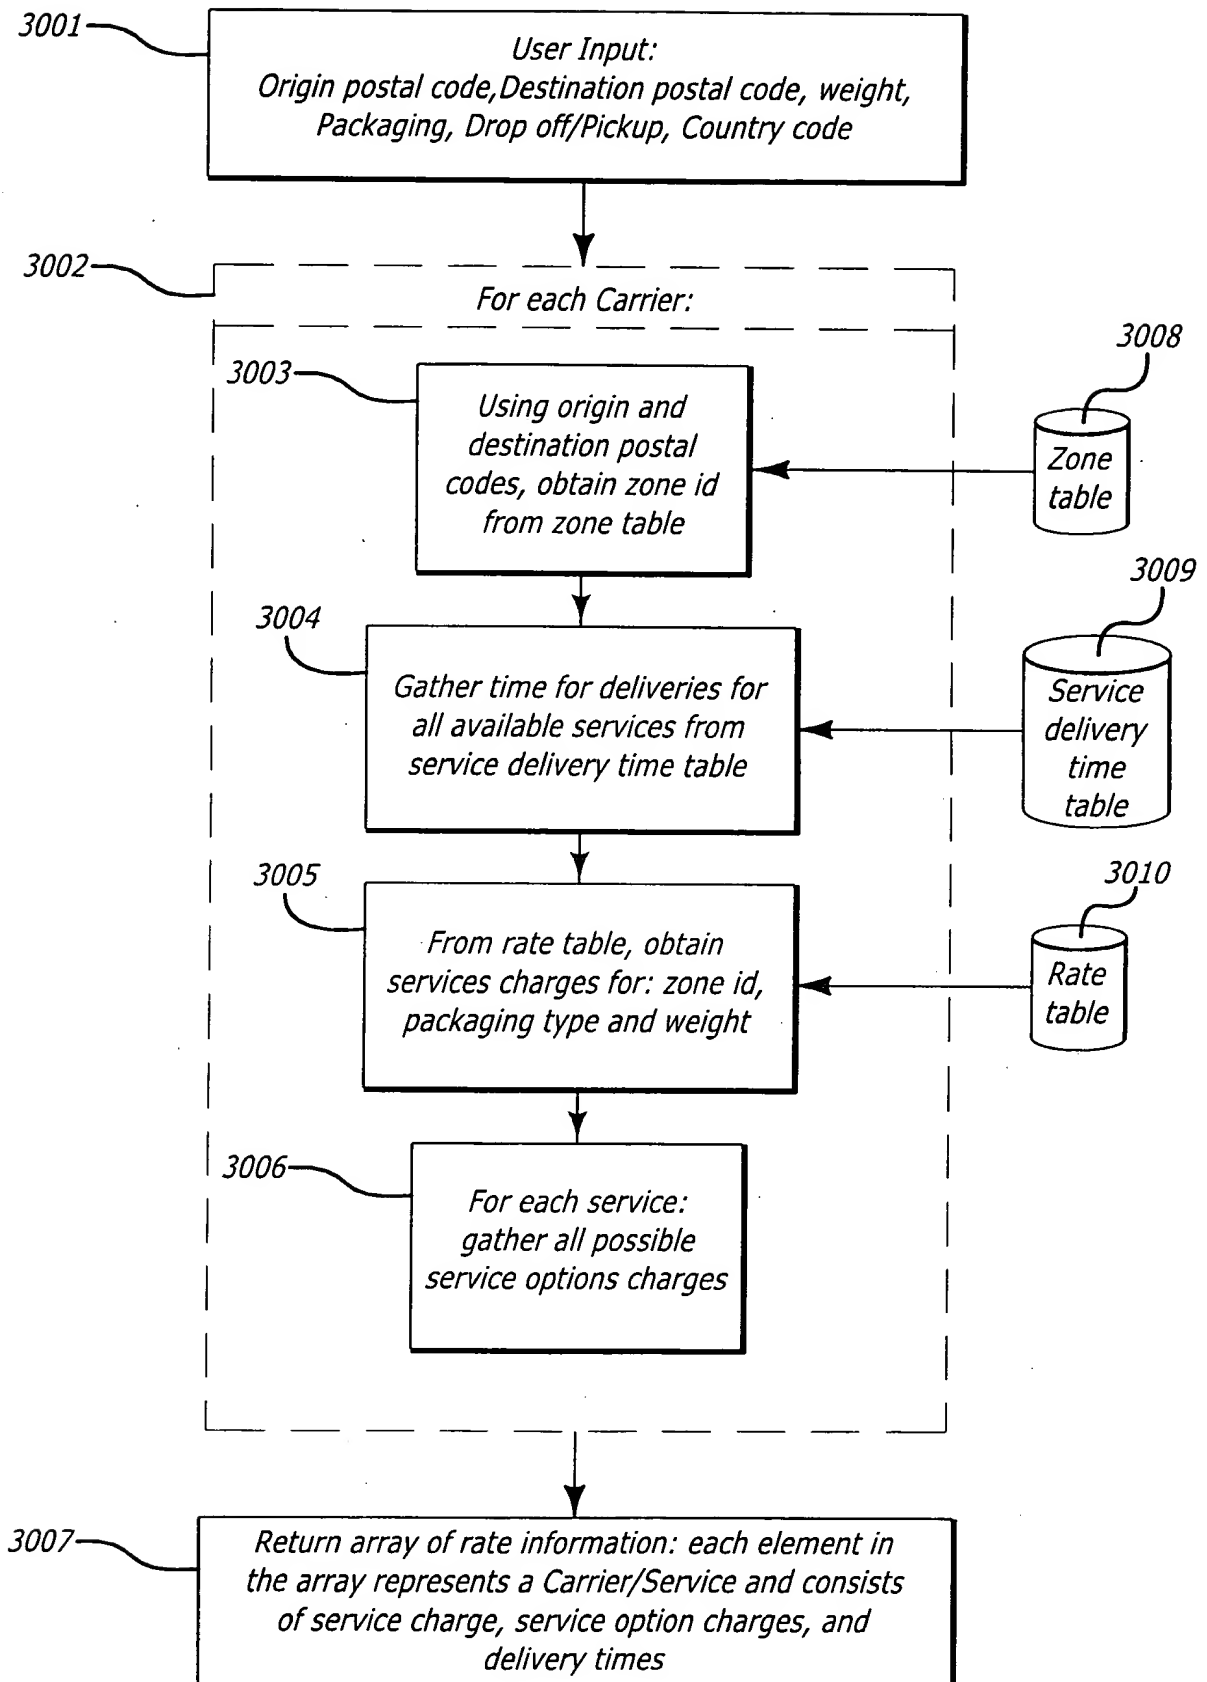 3001
User Input:
Origin postal code,Destination postal code, weight,
Packaging, Drop off/Pickup, Country code
3002
For each Carrier:
3003
Using origin and
destination postal
codes, obtain zone id
from zone table
3008
Zone
table
3004
Gather time for deliveries for
all available services from
service delivery time table
3009
Service
delivery
time
table
3005
From rate table, obtain
services charges for: zone id,
packaging type and weight
3010
Rate
table
3006
For each service:
gather all possible
service options charges
3007
Return array of rate information: each element in
the array represents a Carrier/Service and consists
of service charge, service option charges, and
delivery times